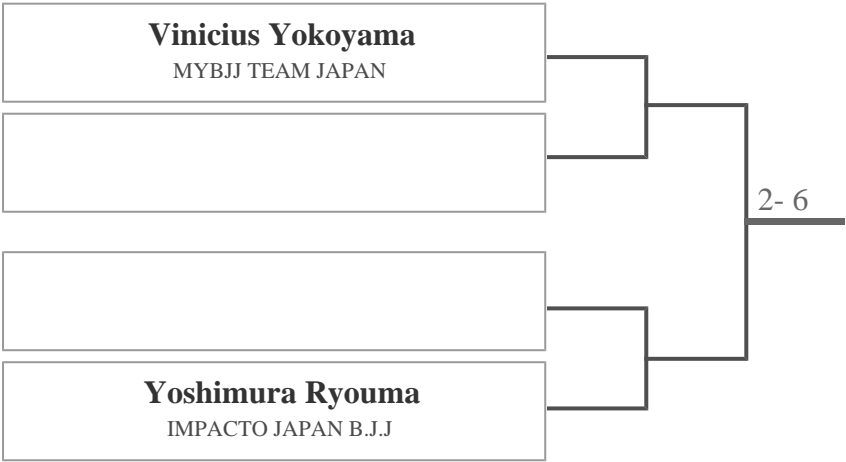 Vinicius Yokoyama
MYBJJ TEAM JAPAN
2- 6
Yoshimura Ryouma
IMPACTO JAPAN B.J.J